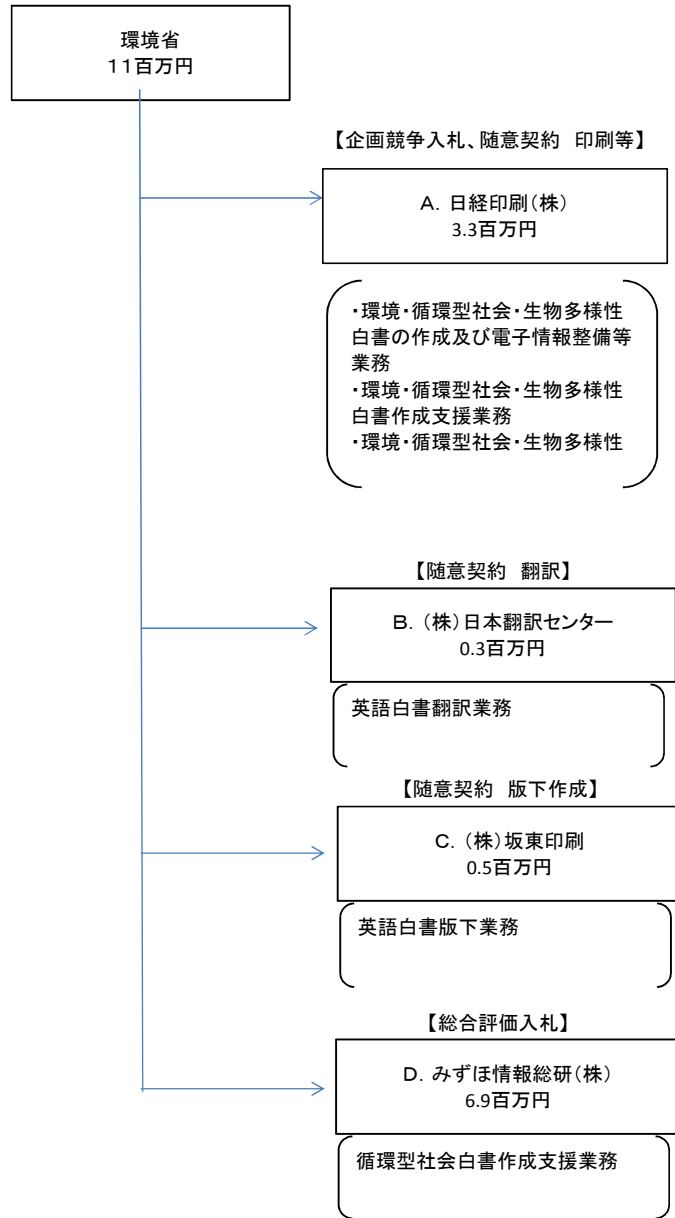 環境省
11百万円
【企画競争入札、随意契約　印刷等】
A．日経印刷（株）
3.3百万円
・環境・循環型社会・生物多様性
白書の作成及び電子情報整備等
業務
・環境・循環型社会・生物多様性
白書作成支援業務
・環境・循環型社会・生物多様性
【随意契約　翻訳】
B．（株）日本翻訳センター
0.3百万円
英語白書翻訳業務
【随意契約　版下作成】
C．（株）坂東印刷
0.5百万円
英語白書版下業務
【総合評価入札】
D．みずほ情報総研（株）
6.9百万円
循環型社会白書作成支援業務